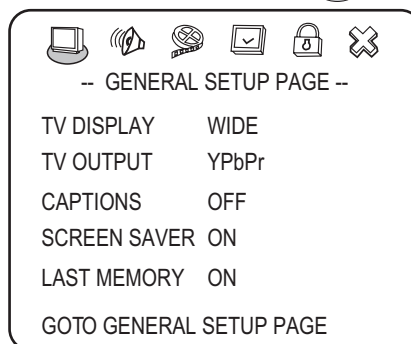 -- GENERAL SETUP PAGE --
TV DISPLAY WIDE
TV OUTPUT YPbPr
CAPTIONS OFF
SCREEN SAVER ON
LAST MEMORY ON
GOTO GENERAL SETUP PAGE